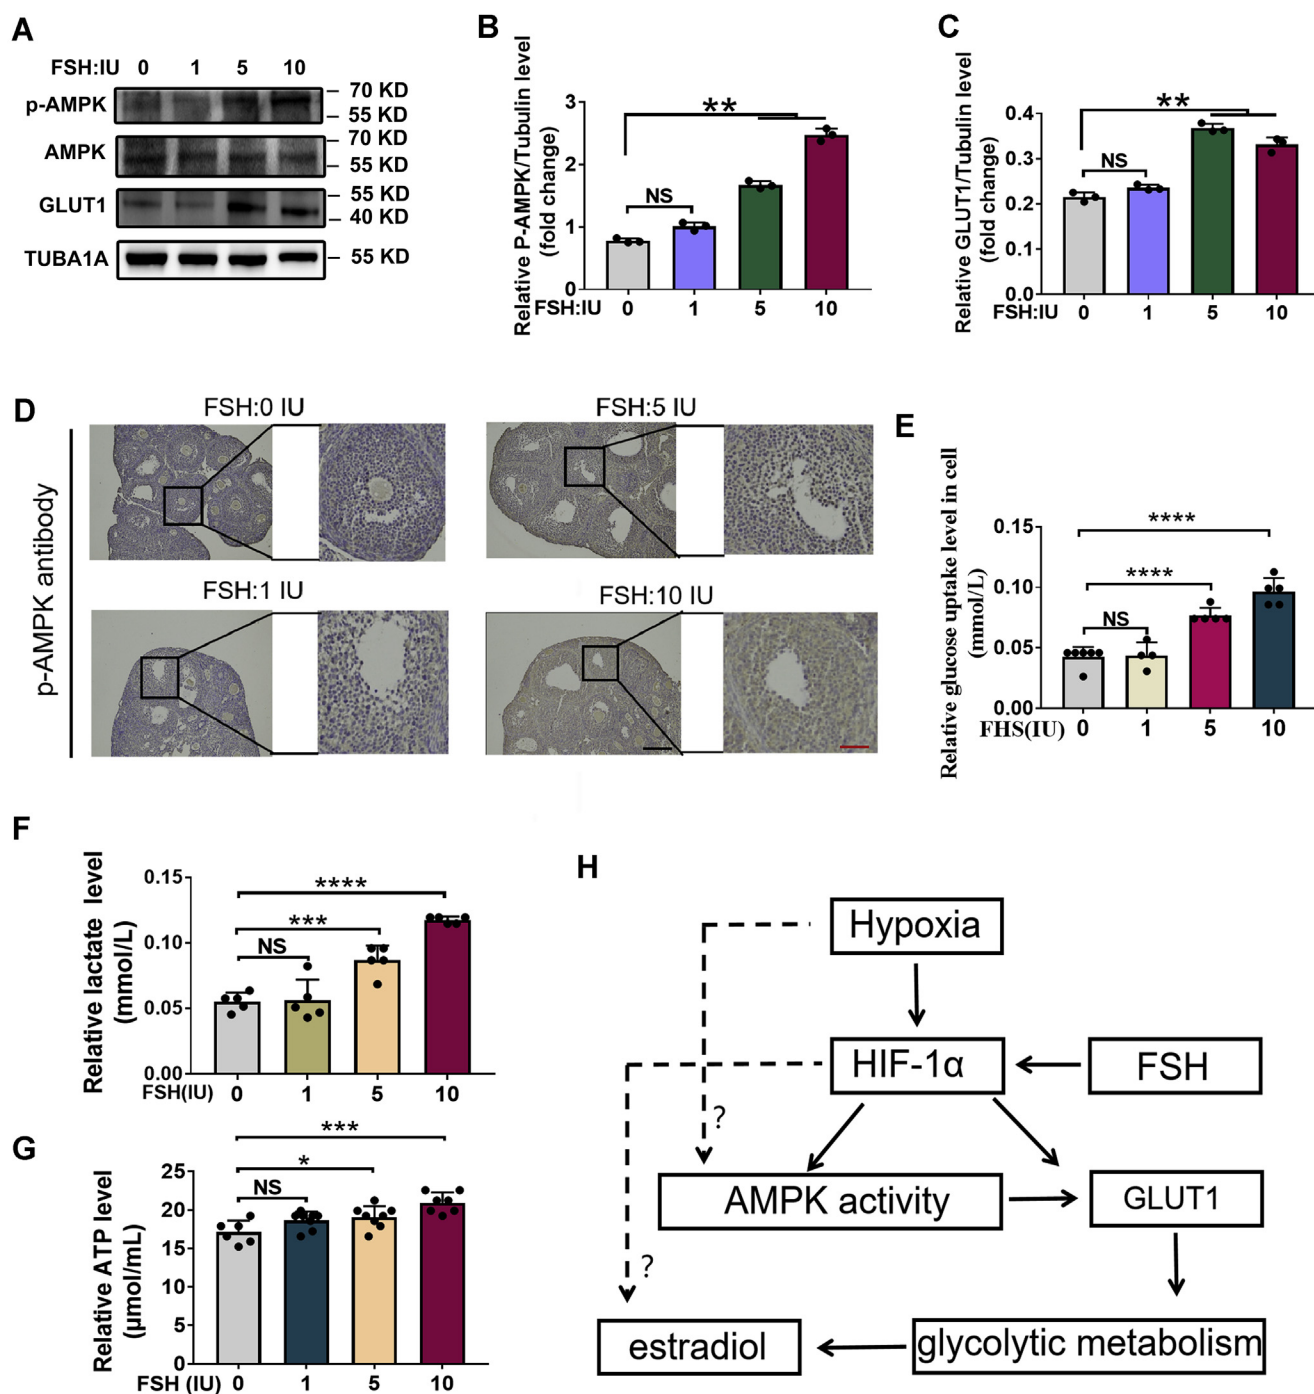 A
FSH:IU 0 1 5 10
p-AMPK
70 KD
55 KD
AMPK
70 KD
55 KD
GLUT1
55 KD
40 KD
TUBA1A
55 KD
B
Relative P-AMPK/Tubulin level
(fold change)
3
2
1
0
**
NS
FSH:IU 0 1 5 10
C
Relative GLUT1/Tubulin level
(fold change)
0.4
0.3
0.2
0.1
0.0
**
NS
FSH:IU 0 1 5 10
D
p-AMPK antibody
FSH:0 IU
FSH:5 IU
FSH:1 IU
FSH:10 IU
E
Relative glucose uptake level in cell
(mmol/L)
0.15
0.10
0.05
0.00
****
****
NS
FHS(IU) 0 1 5 10
F
Relative lactate level
(mmol/L)
0.15
0.10
0.05
0.00
****
***
NS
FSH(IU) 0 1 5 10
G
Relative ATP level
(μmol/mL)
25
20
15
10
5
0
***
*
NS
FSH (IU) 0 1 5 10
H
Hypoxia
HIF-1α
FSH
?
AMPK activity
GLUT1
?
estradiol
glycolytic metabolism